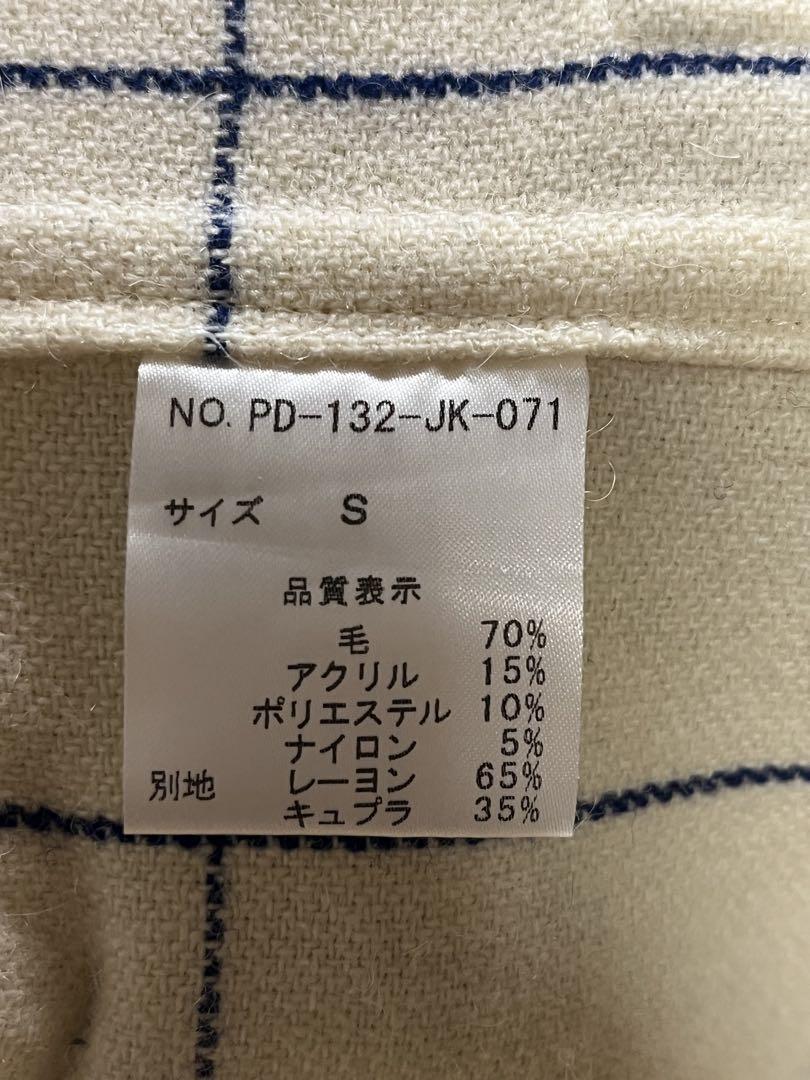 NO. PD-132-JK-071
サイズ S
品質表示
毛 70%
アクリル 15%
ポリエステル 10%
ナイロン 5%
別地 レーヨン 65%
キュプラ 35%